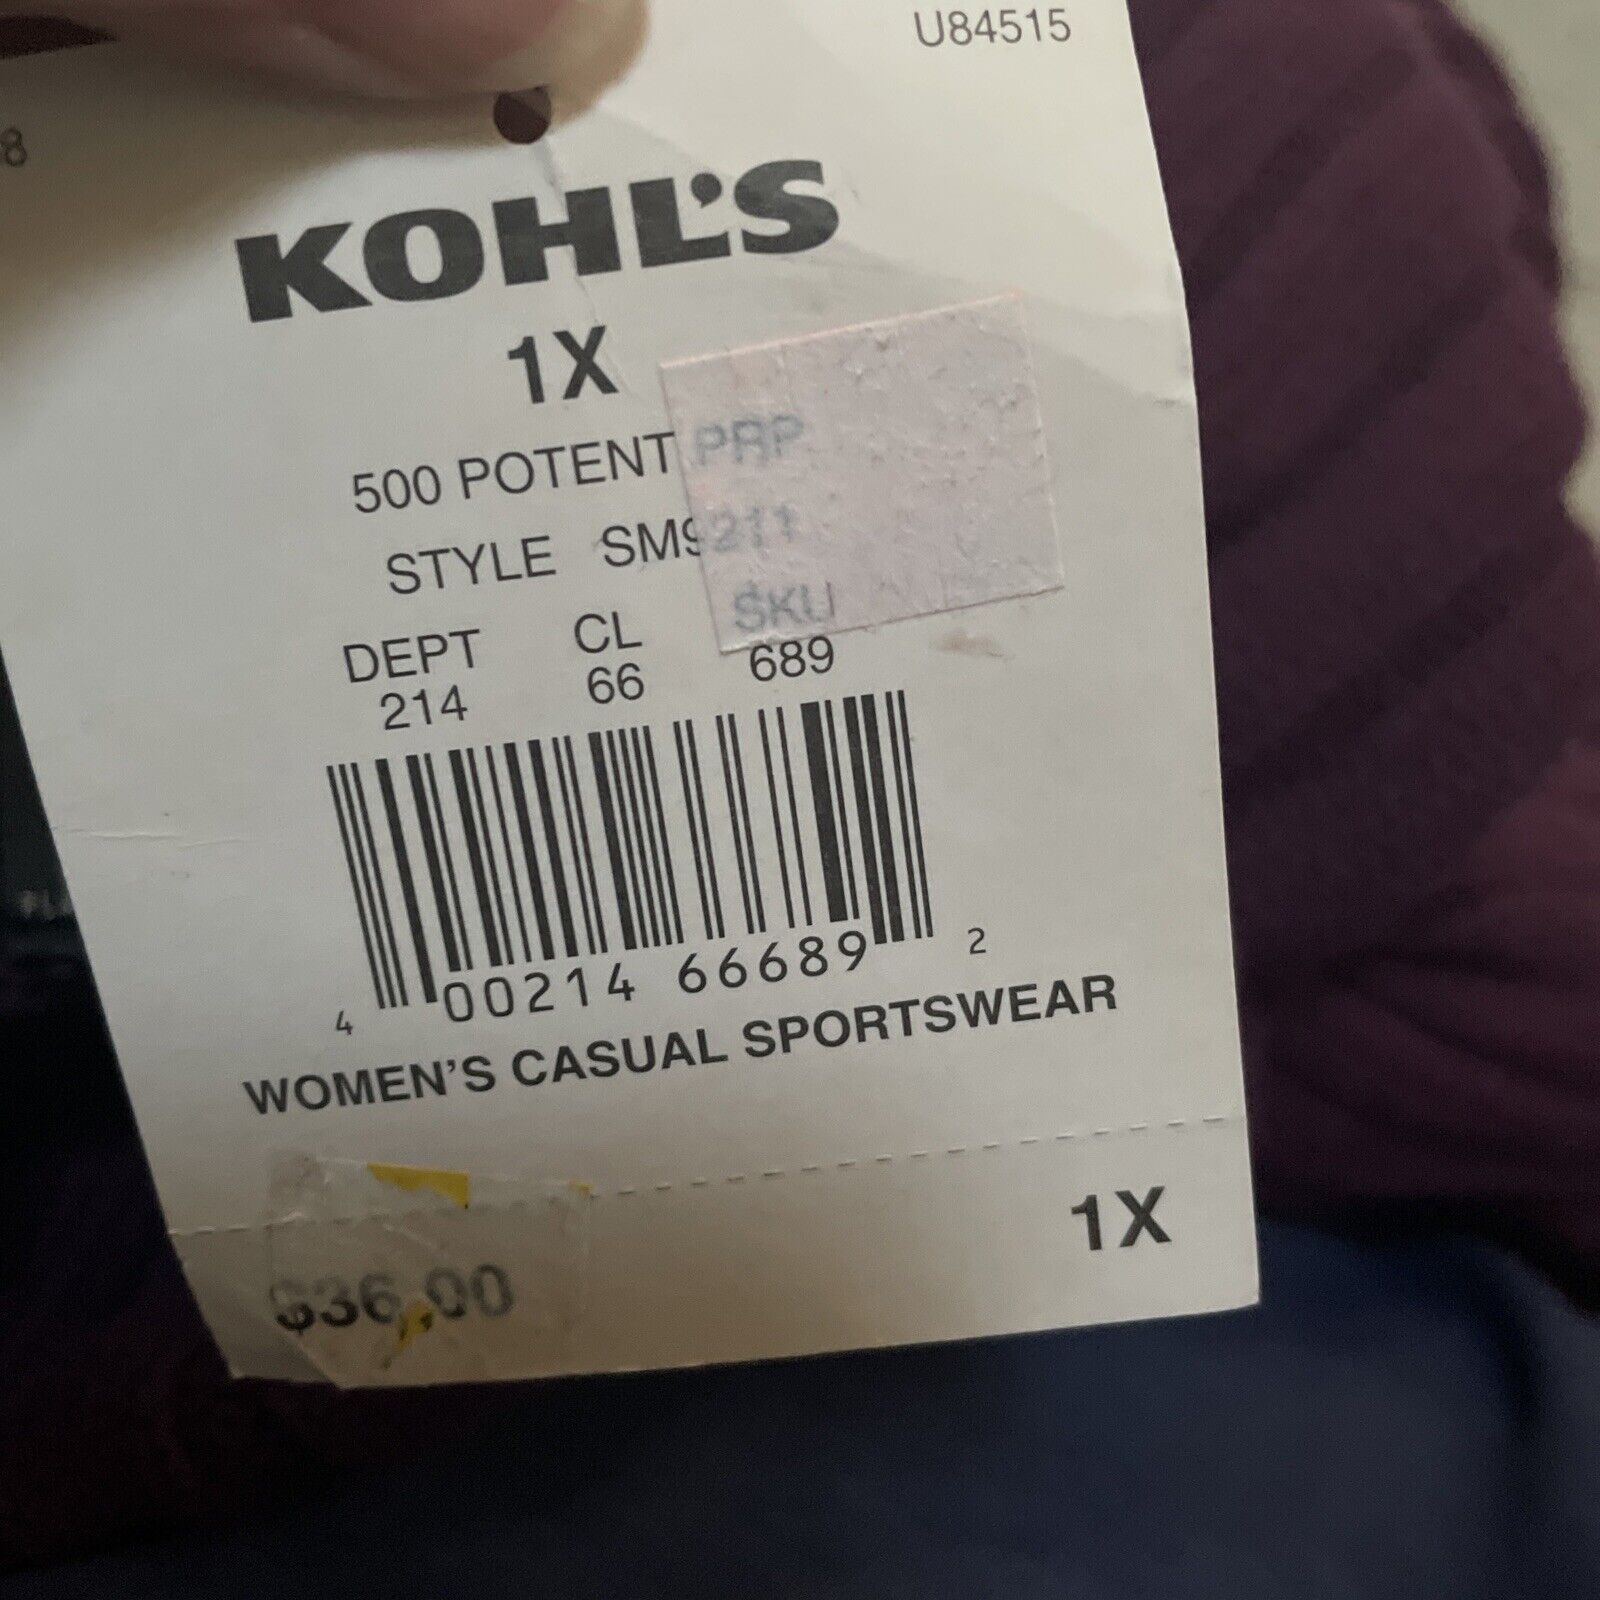 U84515
8
KOHL'S
1X
500 POTENT PRP
STYLE SM9211
DEPT CL SKU
214 66 689
4 00214 66689 2
WOMEN'S CASUAL SPORTSWEAR
1X
$36.00